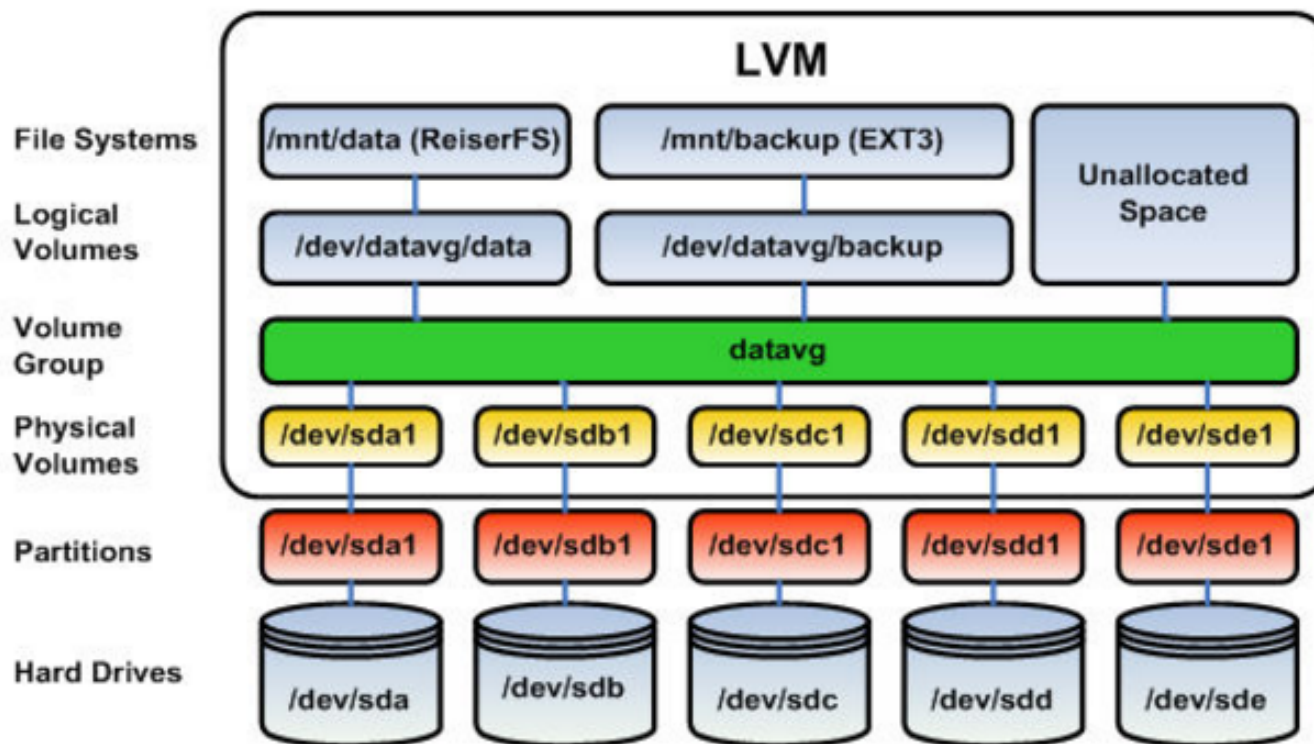 LVM
File Systems
/mnt/data (ReiserFS)
/mnt/backup (EXT3)
Unallocated
Space
Logical
Volumes
/dev/datavg/data
/dev/datavg/backup
Volume
Group
datavg
Physical
Volumes
/dev/sda1
/dev/sdb1
/dev/sdc1
/dev/sdd1
/dev/sde1
Partitions
/dev/sda1
/dev/sdb1
/dev/sdc1
/dev/sdd1
/dev/sde1
Hard Drives
/dev/sda
/dev/sdb
/dev/sdc
/dev/sdd
/dev/sde